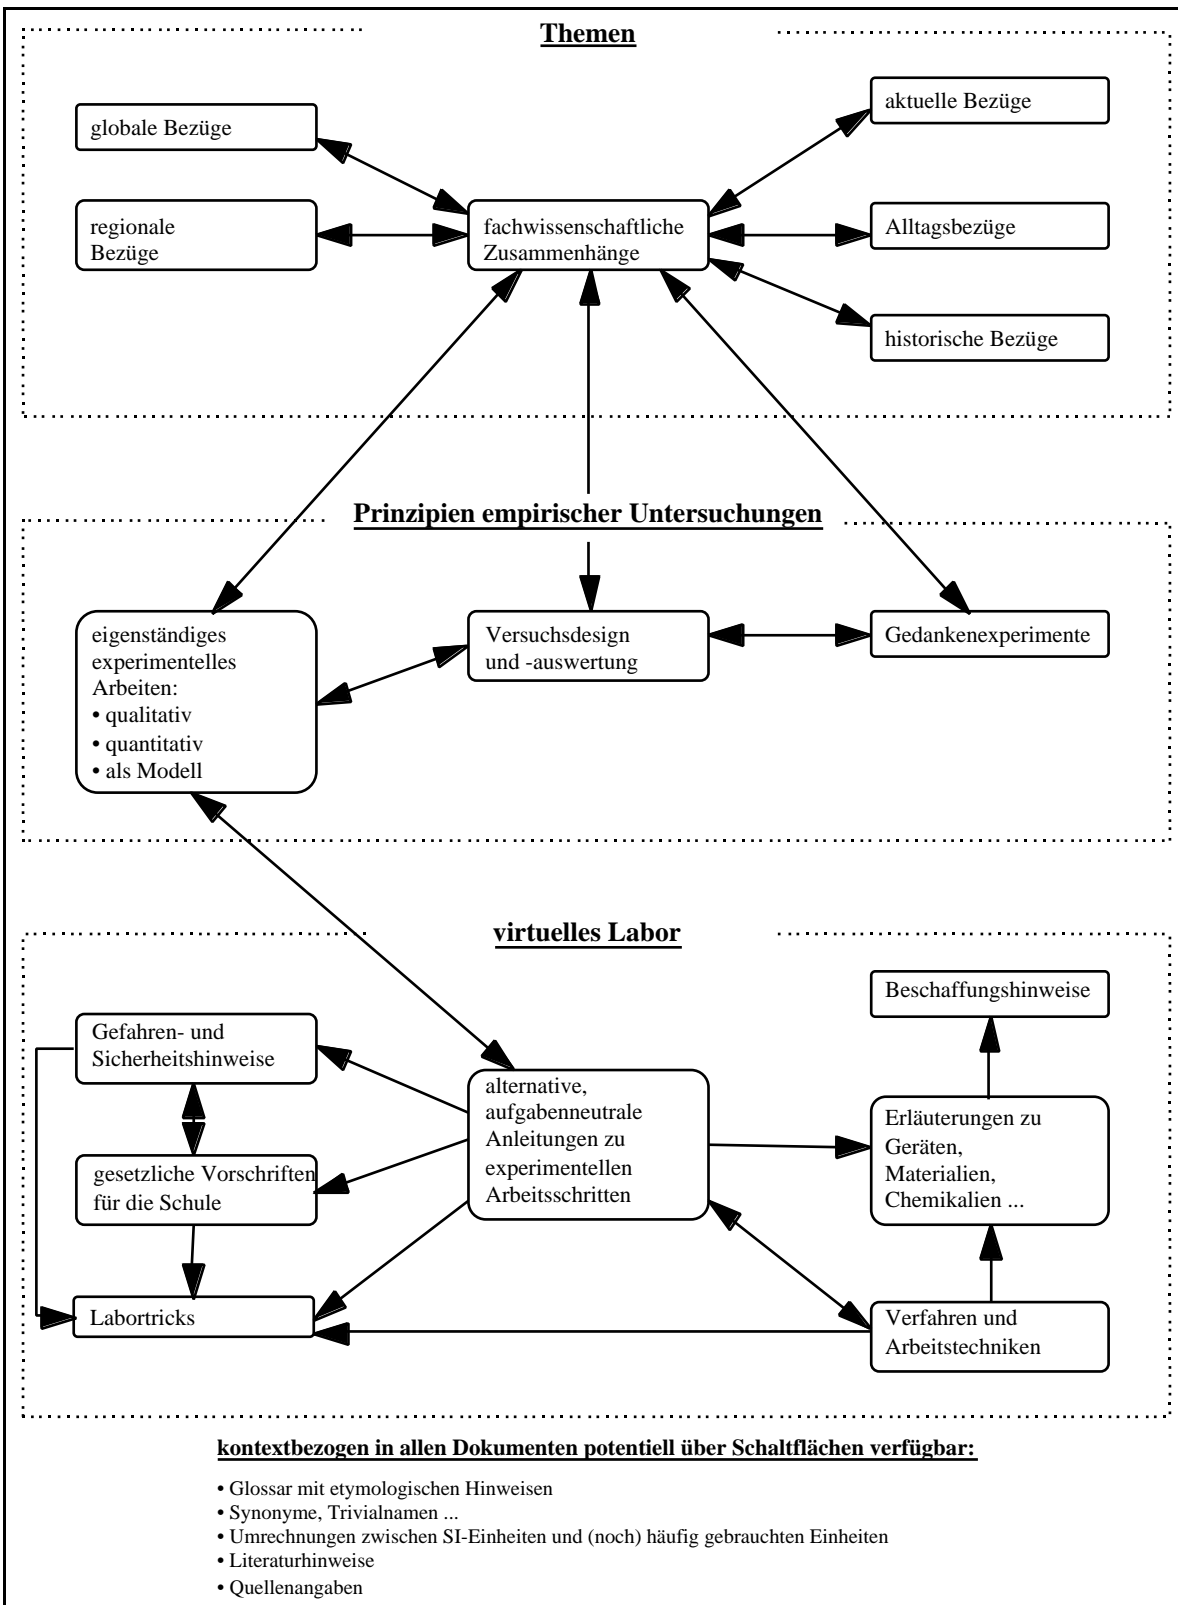 Themen
globale Bezüge
aktuelle Bezüge
regionale
Bezüge
fachwissenschaftliche
Zusammenhänge
Alltagsbezüge
historische Bezüge
Prinzipien empirischer Untersuchungen
eigenständiges
experimentelles
Arbeiten:
• qualitativ
• quantitativ
• als Modell
Versuchsdesign
und -auswertung
Gedankenexperimente
virtuelles Labor
Gefahren- und
Sicherheitshinweise
gesetzliche Vorschriften
für die Schule
Labortricks
alternative,
aufgabenneutrale
Anleitungen zu
experimentellen
Arbeitsschritten
Beschaffungshinweise
Erläuterungen zu
Geräten,
Materialien,
Chemikalien ...
Verfahren und
Arbeitstechniken
kontextbezogen in allen Dokumenten potentiell über Schaltflächen verfügbar:
• Glossar mit etymologischen Hinweisen
• Synonyme, Trivialnamen ...
• Umrechnungen zwischen SI-Einheiten und (noch) häufig gebrauchten Einheiten
• Literaturhinweise
• Quellenangaben